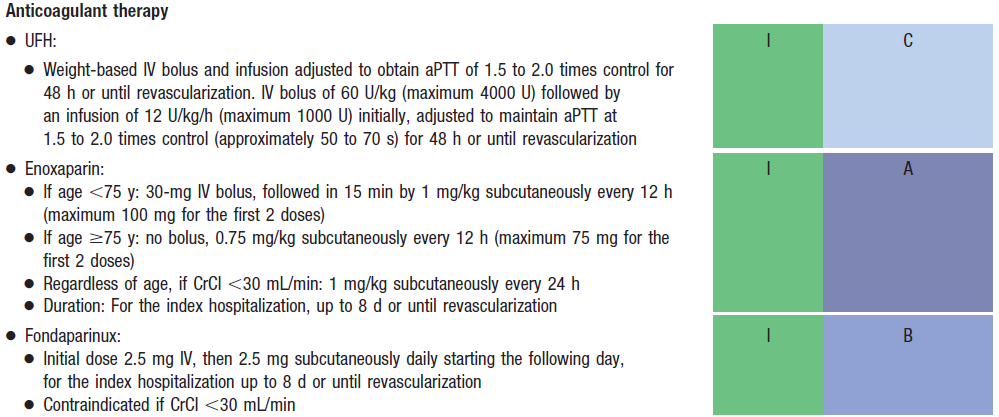 Anticoagulant therapy
● UFH: I C
● Weight-based IV bolus and infusion adjusted to obtain aPTT of 1.5 to 2.0 times control for
48 h or until revascularization. IV bolus of 60 U/kg (maximum 4000 U) followed by
an infusion of 12 U/kg/h (maximum 1000 U) initially, adjusted to maintain aPTT at
1.5 to 2.0 times control (approximately 50 to 70 s) for 48 h or until revascularization
● Enoxaparin: I A
● If age <75 y: 30-mg IV bolus, followed in 15 min by 1 mg/kg subcutaneously every 12 h
(maximum 100 mg for the first 2 doses)
● If age ≥75 y: no bolus, 0.75 mg/kg subcutaneously every 12 h (maximum 75 mg for the
first 2 doses)
● Regardless of age, if CrCl <30 mL/min: 1 mg/kg subcutaneously every 24 h
● Duration: For the index hospitalization, up to 8 d or until revascularization
● Fondaparinux: I B
● Initial dose 2.5 mg IV, then 2.5 mg subcutaneously daily starting the following day,
for the index hospitalization up to 8 d or until revascularization
● Contraindicated if CrCl <30 mL/min